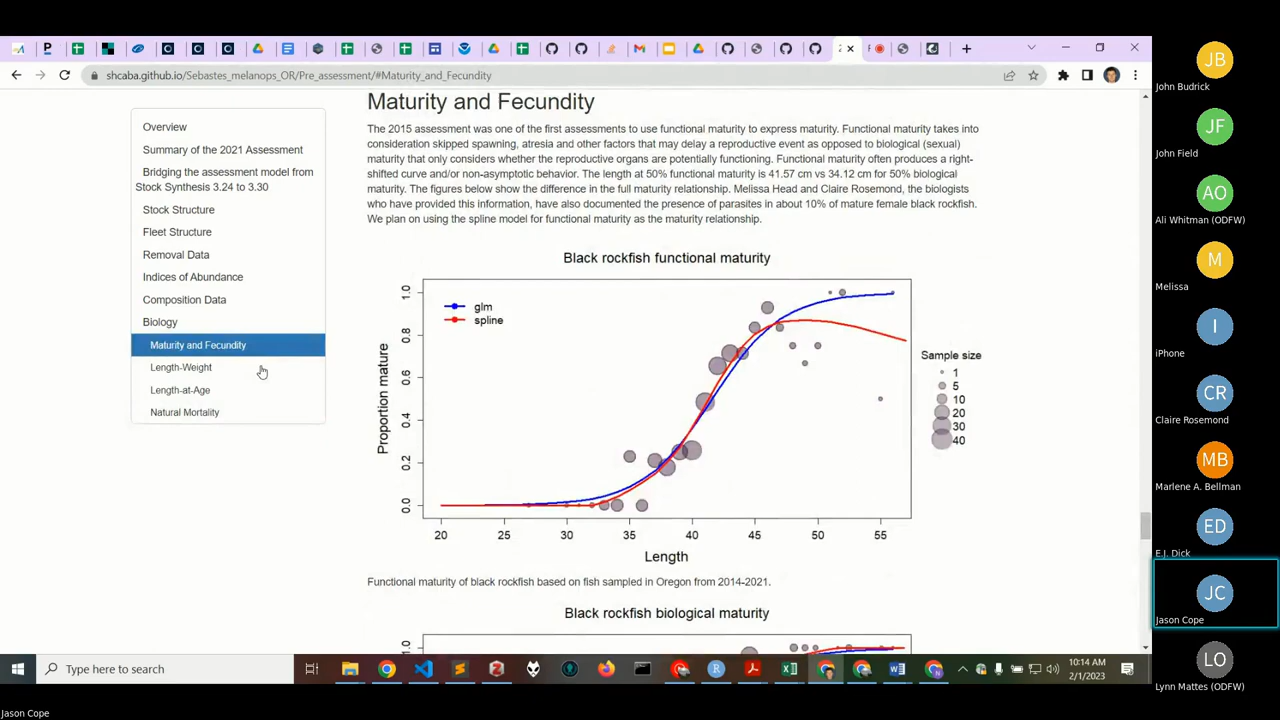 shcaba.github.io/Sebastes_melanops_OR/Pre_assessment/#Maturity_and_Fecundity
Overview
Summary of the 2021 Assessment
Bridging the assessment model from
Stock Synthesis 3.24 to 3.30
Stock Structure
Fleet Structure
Removal Data
Indices of Abundance
Composition Data
Biology
Maturity and Fecundity
Length-Weight
Length-at-Age
Natural Mortality
Maturity and Fecundity
The 2015 assessment was one of the first assessments to use functional maturity to express maturity. Functional maturity takes into
consideration skipped spawning, atresia and other factors that may delay a reproductive event as opposed to biological (sexual)
maturity that only considers whether the reproductive organs are potentially functioning. Functional maturity often produces a right-
shifted curve and/or non-asymptotic behavior. The length at 50% functional maturity is 41.57 cm vs 34.12 cm for 50% biological
maturity. The figures below show the difference in the full maturity relationship. Melissa Head and Claire Rosemond, the biologists
who have provided this information, have also documented the presence of parasites in about 10% of mature female black rockfish.
We plan on using the spline model for functional maturity as the maturity relationship.
Black rockfish functional maturity
glm
spline
Proportion mature
1.0
0.8
0.6
0.4
0.2
0.0
20 25 30 35 40 45 50 55
Length
Sample size
1
5
10
20
30
40
Functional maturity of black rockfish based on fish sampled in Oregon from 2014-2021.
Black rockfish biological maturity
1.0
Type here to search
10:14 AM
2/1/2023
JB
John Budrick
JF
John Field
AO
Ali Whitman (ODFW)
M
Melissa
I
iPhone
CR
Claire Rosemond
MB
Marlene A. Bellman
ED
E.J. Dick
JC
Jason Cope
LO
Lynn Mattes (ODFW)
Jason Cope